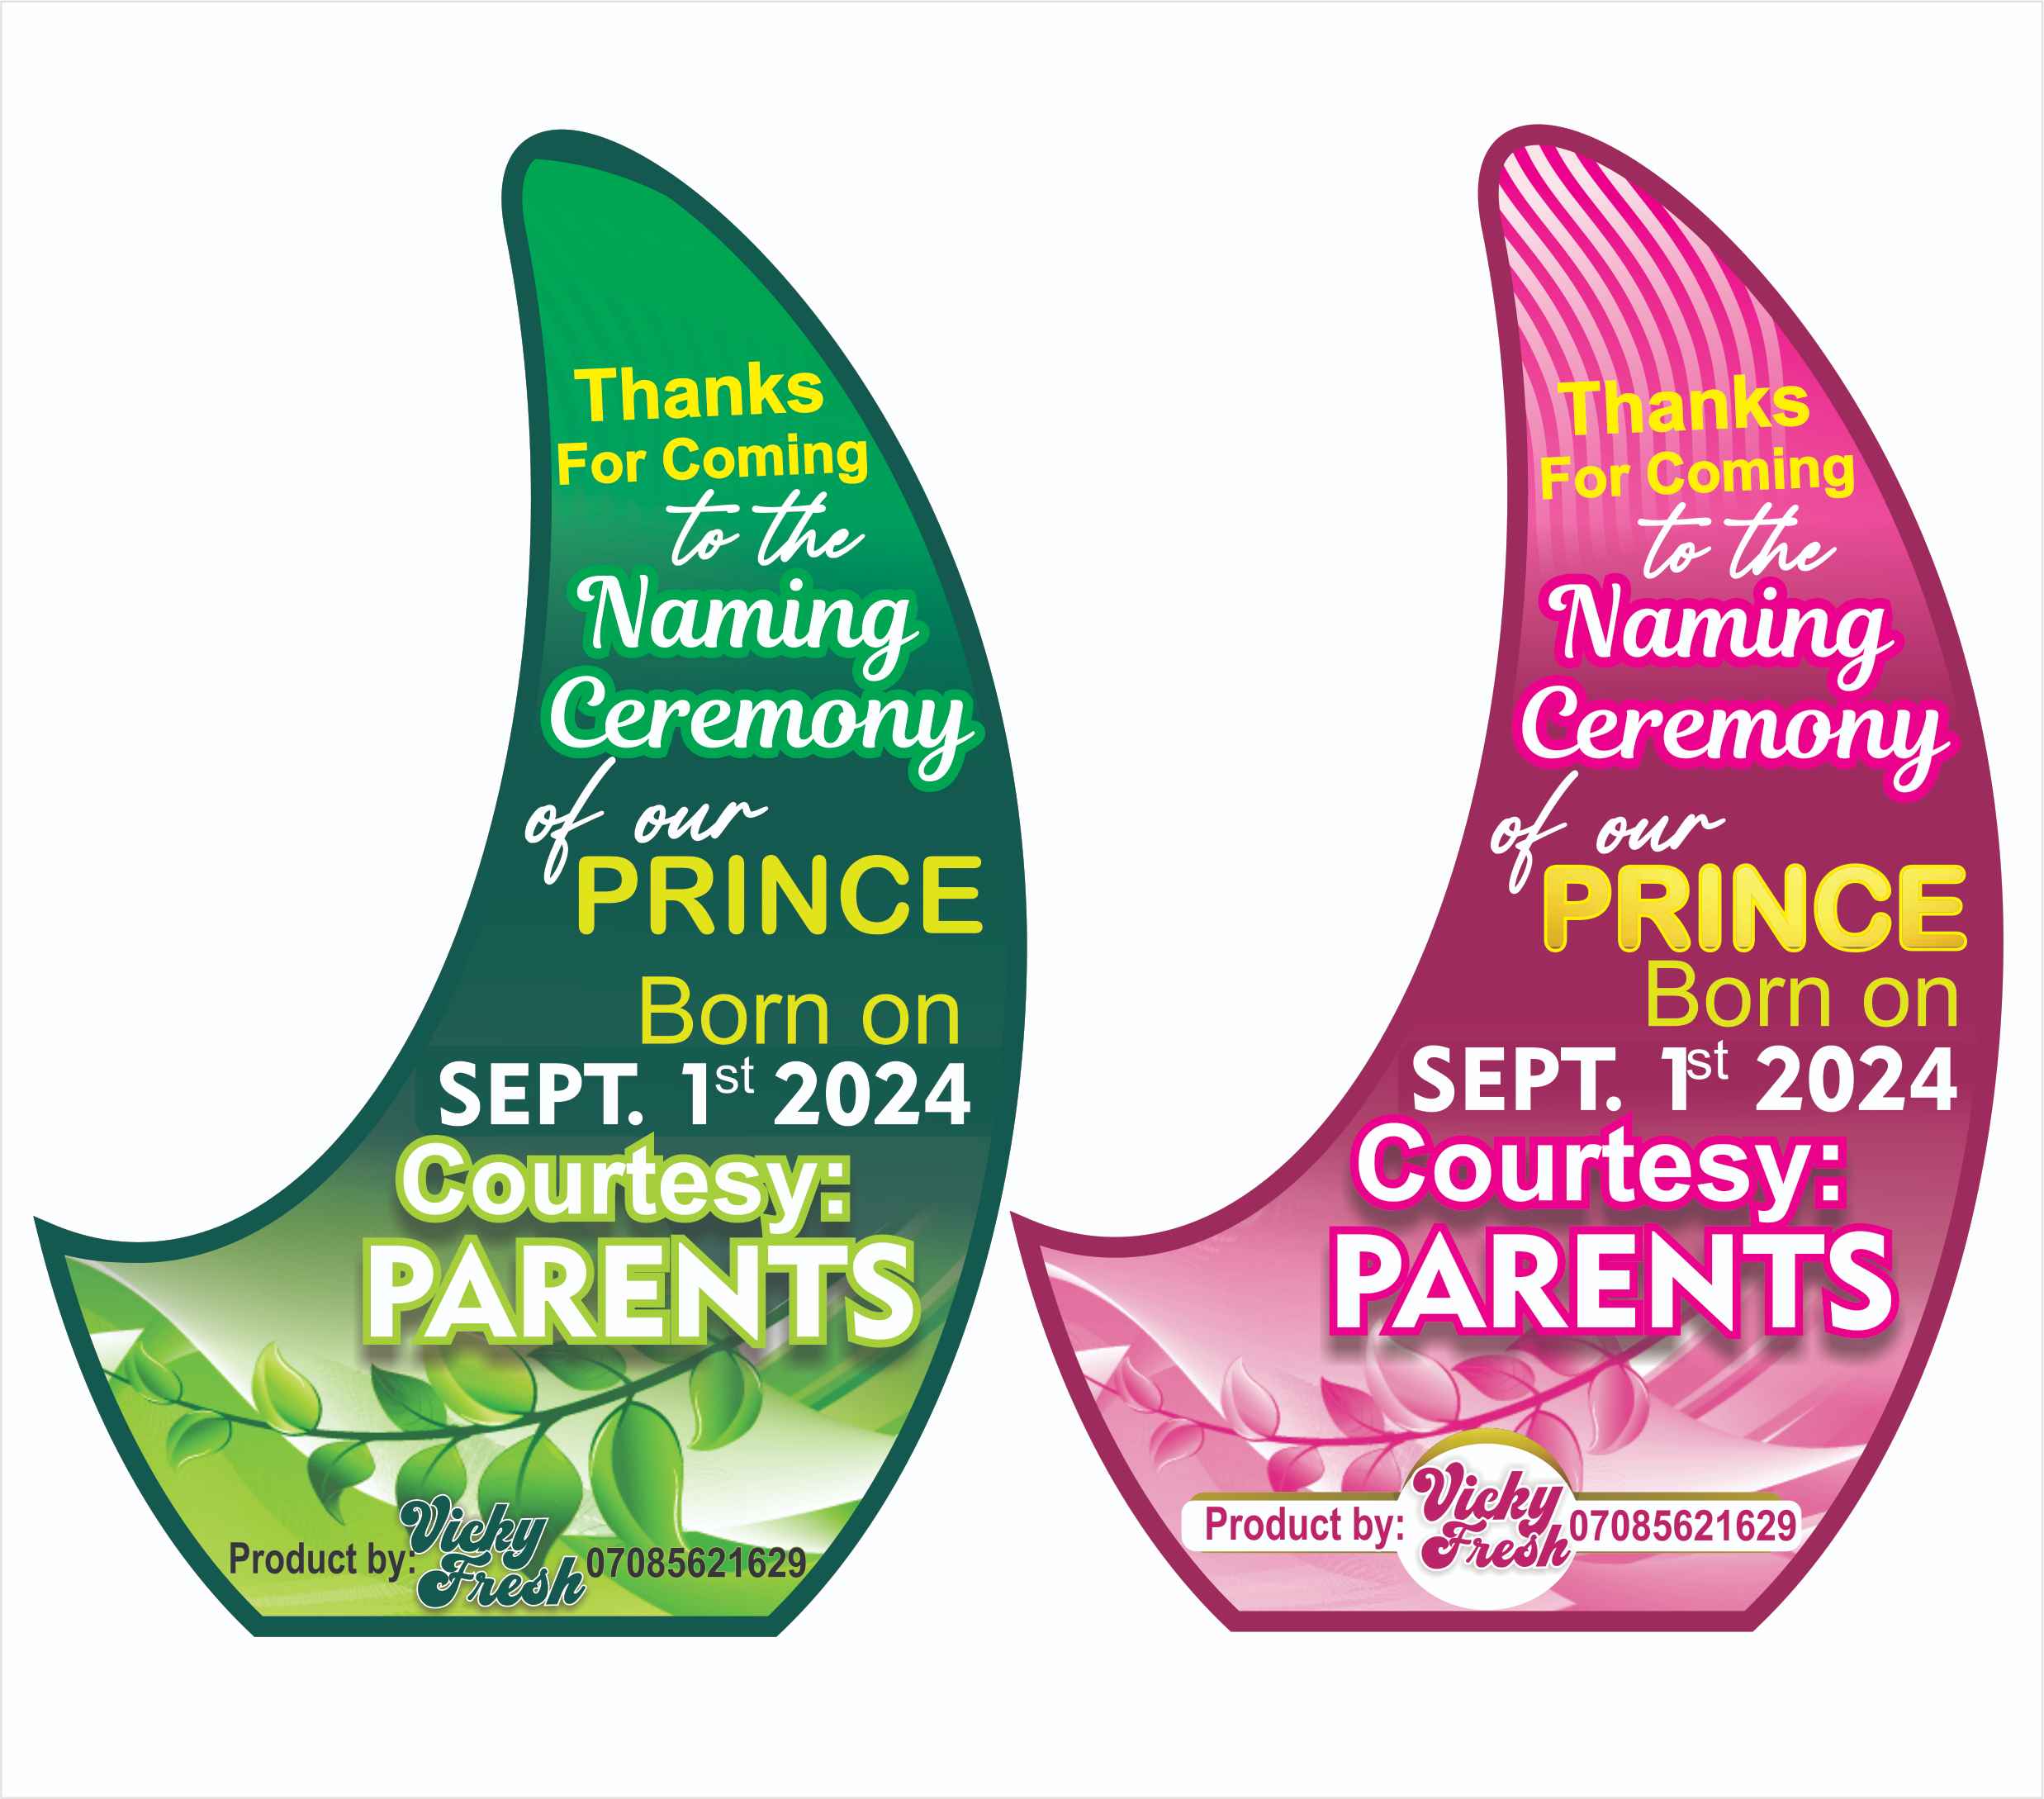 Thanks
For Coming
to the
Naming
Ceremony
of our
PRINCE
Born on
SEPT. 1st 2024
Courtesy:
PARENTS
Product by: Vicky Fresh 07085621629
Thanks
For Coming
to the
Naming
Ceremony
of our
PRINCE
Born on
SEPT. 1st 2024
Courtesy:
PARENTS
Product by: Vicky Fresh 07085621629